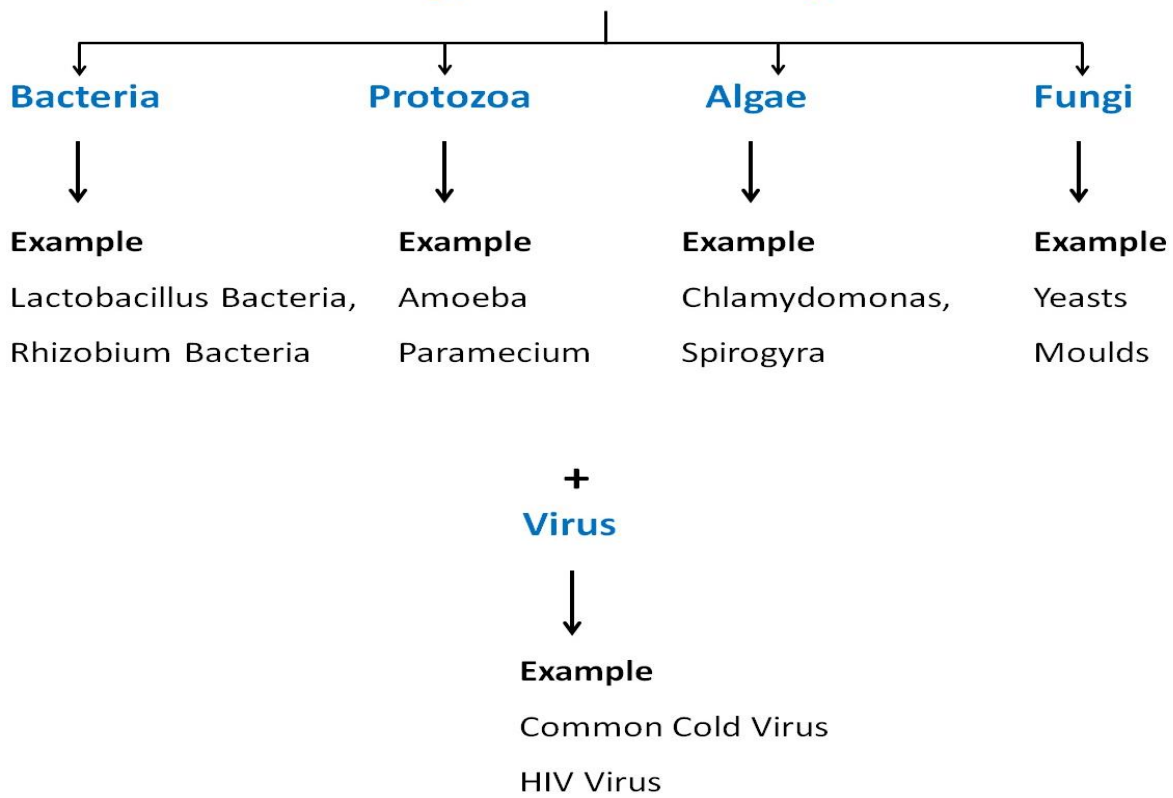 Bacteria
Protozoa
Algae
Fungi
Example
Lactobacillus Bacteria,
Rhizobium Bacteria
Example
Amoeba
Paramecium
Example
Chlamydomonas,
Spirogyra
Example
Yeasts
Moulds
+
Virus
Example
Common Cold Virus
HIV Virus